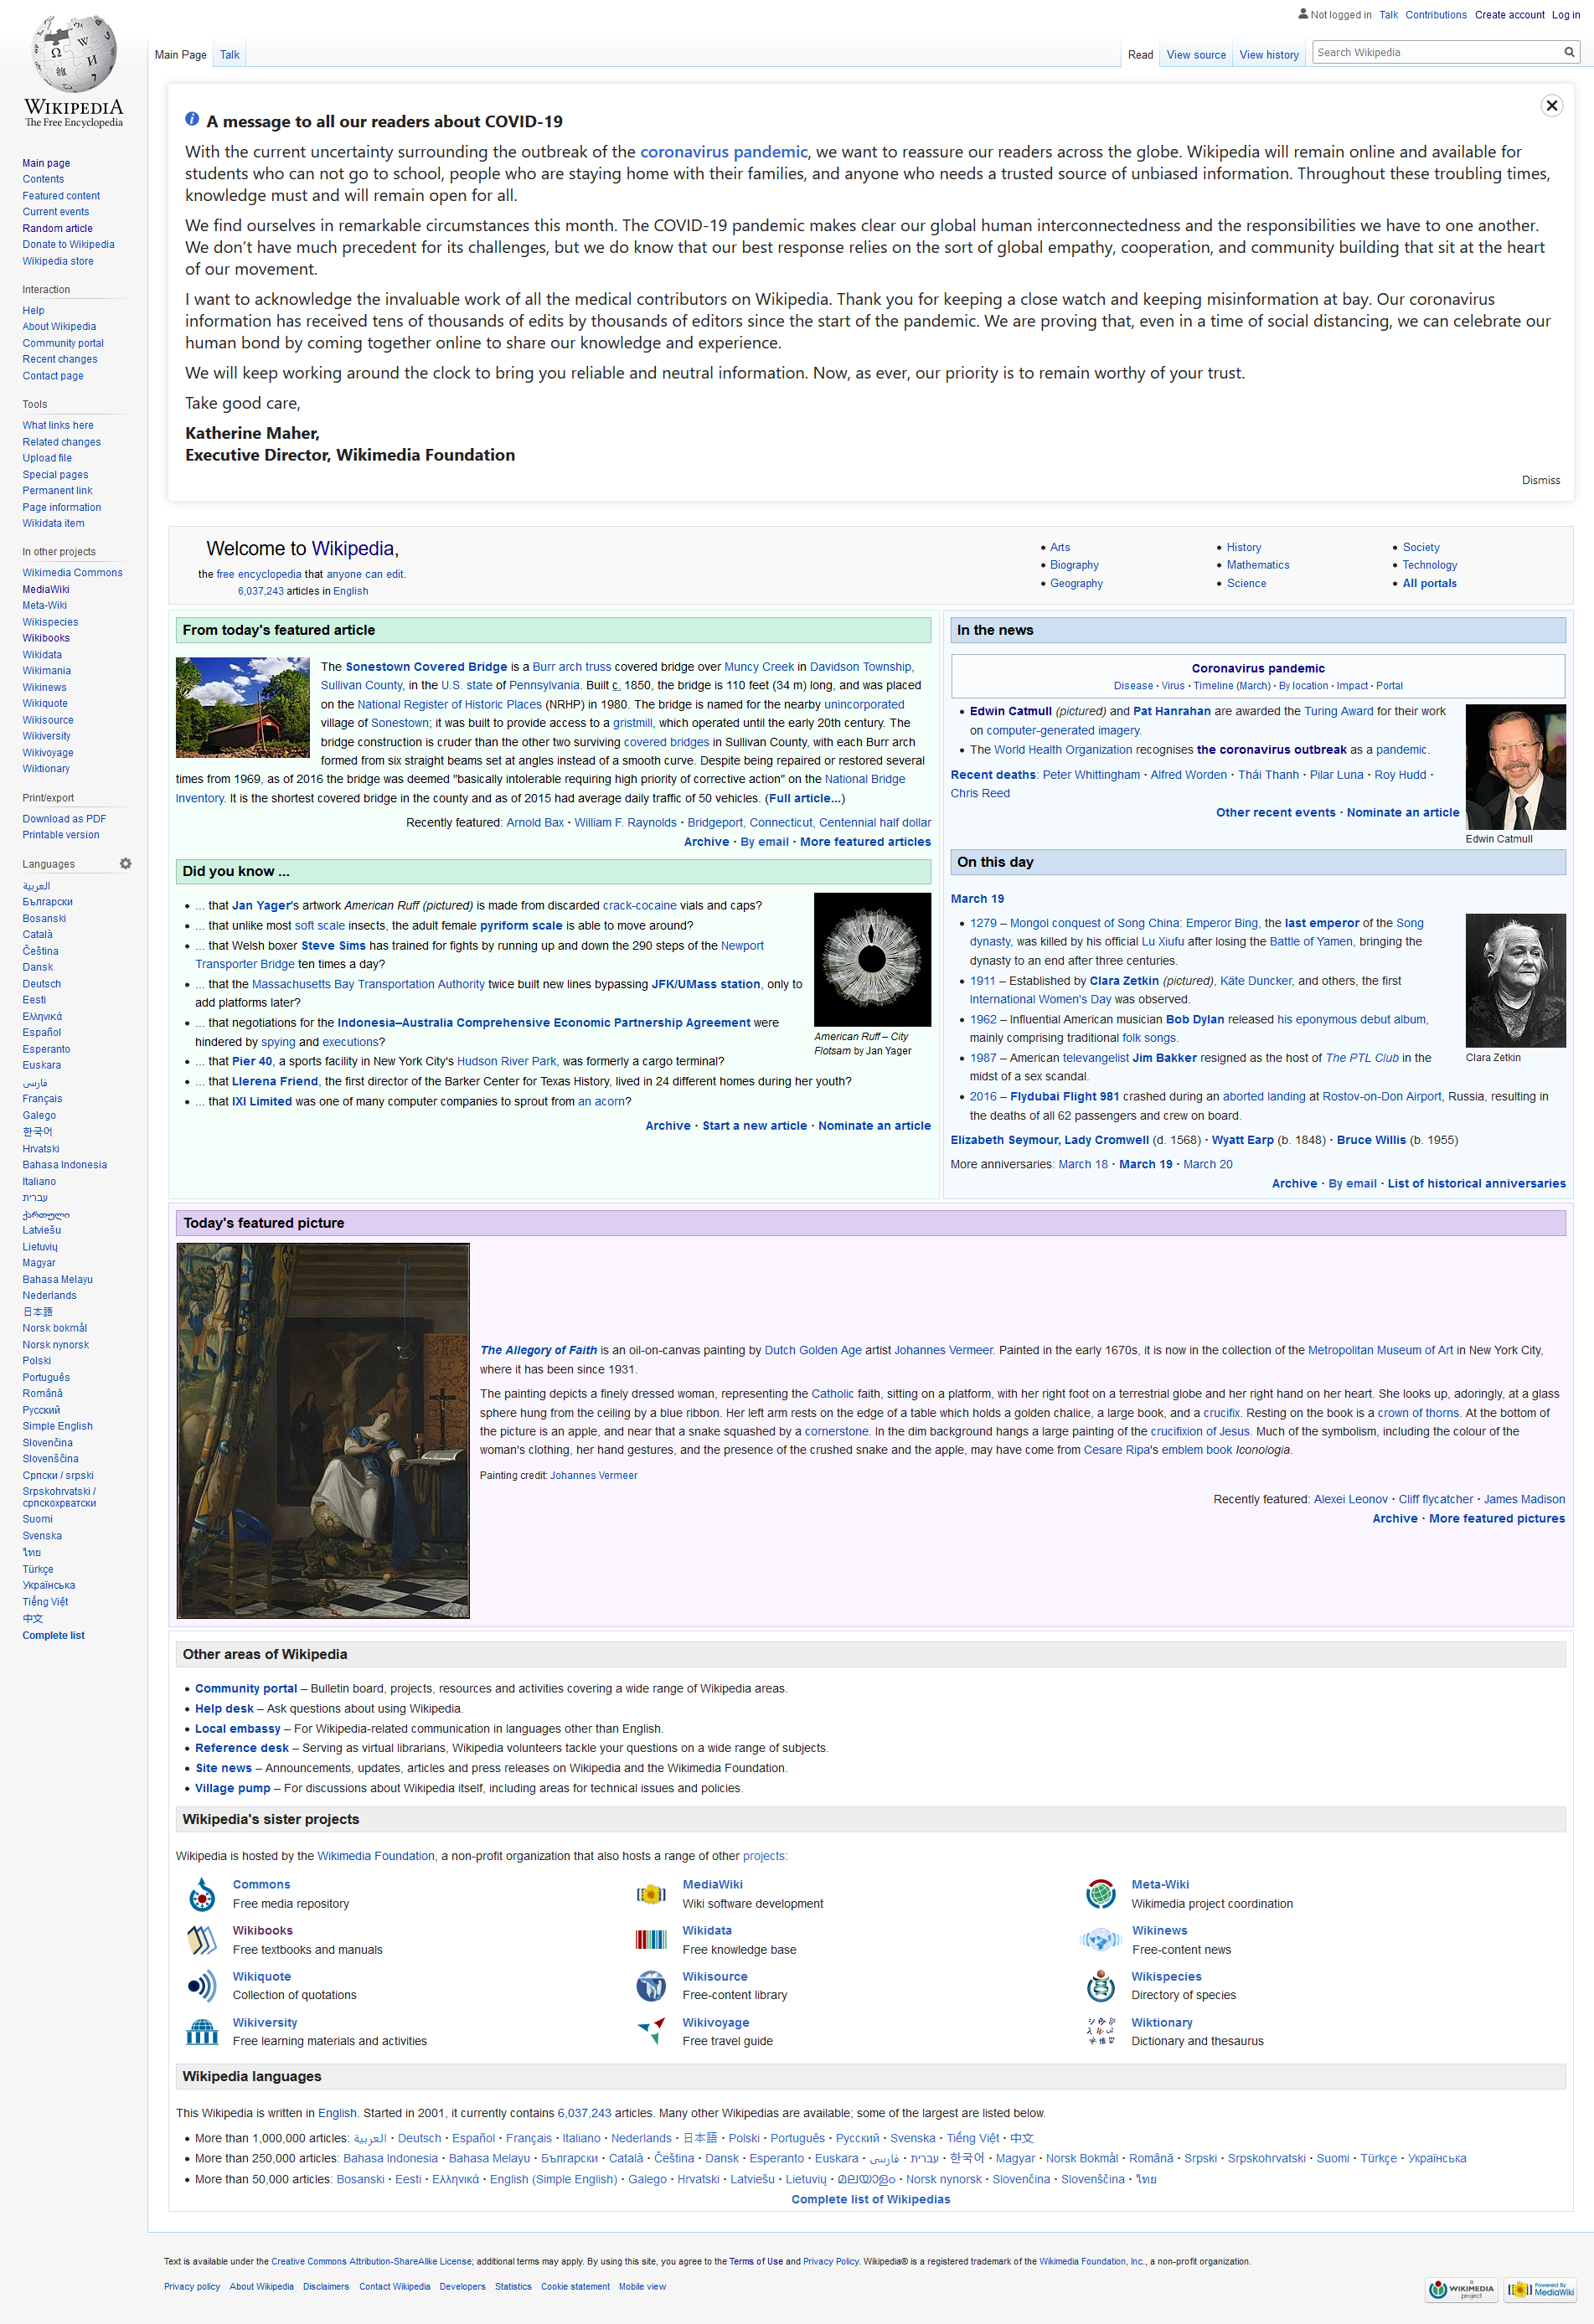 Not logged in Talk Contributions Create account Log in
Main Page Talk Read View source View history Search Wikipedia
WIKIPEDIA
The Free Encyclopedia
Main page
Contents
Featured content
Current events
Random article
Donate to Wikipedia
Wikipedia store
Interaction
Help
About Wikipedia
Community portal
Recent changes
Contact page
Tools
What links here
Related changes
Upload file
Special pages
Permanent link
Page information
Wikidata item
In other projects
Wikimedia Commons
MediaWiki
Meta-Wiki
Wikispecies
Wikibooks
Wikidata
Wikimania
Wikinews
Wikiquote
Wikisource
Wikiversity
Wikivoyage
Wiktionary
Print/export
Download as PDF
Printable version
Languages
العربية
Български
Bosanski
Català
Čeština
Dansk
Deutsch
Eesti
Ελληνικά
Español
Esperanto
Euskara
فارسی
Français
Galego
한국어
Hrvatski
Bahasa Indonesia
Italiano
עברית
ქართული
Latviešu
Lietuvių
Magyar
Bahasa Melayu
Nederlands
日本語
Norsk bokmål
Norsk nynorsk
Polski
Português
Română
Русский
Simple English
Slovenčina
Slovenščina
Српски / srpski
Srpskohrvatski /
српскохрватски
Suomi
Svenska
ไทย
Türkçe
Українська
Tiếng Việt
中文
Complete list
A message to all our readers about COVID-19
With the current uncertainty surrounding the outbreak of the coronavirus pandemic, we want to reassure our readers across the globe. Wikipedia will remain online and available for
students who can not go to school, people who are staying home with their families, and anyone who needs a trusted source of unbiased information. Throughout these troubling times,
knowledge must and will remain open for all.
We find ourselves in remarkable circumstances this month. The COVID-19 pandemic makes clear our global human interconnectedness and the responsibilities we have to one another.
We don’t have much precedent for its challenges, but we do know that our best response relies on the sort of global empathy, cooperation, and community building that sit at the heart
of our movement.
I want to acknowledge the invaluable work of all the medical contributors on Wikipedia. Thank you for keeping a close watch and keeping misinformation at bay. Our coronavirus
information has received tens of thousands of edits by thousands of editors since the start of the pandemic. We are proving that, even in a time of social distancing, we can celebrate our
human bond by coming together online to share our knowledge and experience.
We will keep working around the clock to bring you reliable and neutral information. Now, as ever, our priority is to remain worthy of your trust.
Take good care,
Katherine Maher,
Executive Director, Wikimedia Foundation
Dismiss
Welcome to Wikipedia,
the free encyclopedia that anyone can edit.
6,037,243 articles in English
• Arts
• Biography
• Geography
• History
• Mathematics
• Science
• Society
• Technology
• All portals
From today's featured article
The Sonestown Covered Bridge is a Burr arch truss covered bridge over Muncy Creek in Davidson Township,
Sullivan County, in the U.S. state of Pennsylvania. Built c. 1850, the bridge is 110 feet (34 m) long, and was placed
on the National Register of Historic Places (NRHP) in 1980. The bridge is named for the nearby unincorporated
village of Sonestown; it was built to provide access to a gristmill, which operated until the early 20th century. The
bridge construction is cruder than the other two surviving covered bridges in Sullivan County, with each Burr arch
formed from six straight beams set at angles instead of a smooth curve. Despite being repaired or restored several
times from 1969, as of 2016 the bridge was deemed "basically intolerable requiring high priority of corrective action" on the National Bridge
Inventory. It is the shortest covered bridge in the county and as of 2015 had average daily traffic of 50 vehicles. (Full article...)
Recently featured: Arnold Bax · William F. Raynolds · Bridgeport, Connecticut, Centennial half dollar
Archive · By email · More featured articles
Did you know ...
• ... that Jan Yager's artwork American Ruff (pictured) is made from discarded crack-cocaine vials and caps?
• ... that unlike most soft scale insects, the adult female pyriform scale is able to move around?
• ... that Welsh boxer Steve Sims has trained for fights by running up and down the 290 steps of the Newport
Transporter Bridge ten times a day?
• ... that the Massachusetts Bay Transportation Authority twice built new lines bypassing JFK/UMass station, only to
add platforms later?
• ... that negotiations for the Indonesia–Australia Comprehensive Economic Partnership Agreement were
hindered by spying and executions?
• ... that Pier 40, a sports facility in New York City's Hudson River Park, was formerly a cargo terminal?
• ... that Llerena Friend, the first director of the Barker Center for Texas History, lived in 24 different homes during her youth?
• ... that IXI Limited was one of many computer companies to sprout from an acorn?
American Ruff – City
Flotsam by Jan Yager
Archive · Start a new article · Nominate an article
In the news
Coronavirus pandemic
Disease · Virus · Timeline (March) · By location · Impact · Portal
• Edwin Catmull (pictured) and Pat Hanrahan are awarded the Turing Award for their work
on computer-generated imagery.
• The World Health Organization recognises the coronavirus outbreak as a pandemic.
Recent deaths: Peter Whittingham · Alfred Worden · Thái Thanh · Pilar Luna · Roy Hudd ·
Chris Reed
Other recent events · Nominate an article
Edwin Catmull
On this day
March 19
• 1279 – Mongol conquest of Song China: Emperor Bing, the last emperor of the Song
dynasty, was killed by his official Lu Xiufu after losing the Battle of Yamen, bringing the
dynasty to an end after three centuries.
• 1911 – Established by Clara Zetkin (pictured), Käte Duncker, and others, the first
International Women's Day was observed.
• 1962 – Influential American musician Bob Dylan released his eponymous debut album,
mainly comprising traditional folk songs.
• 1987 – American televangelist Jim Bakker resigned as the host of The PTL Club in the
midst of a sex scandal.
• 2016 – Flydubai Flight 981 crashed during an aborted landing at Rostov-on-Don Airport, Russia, resulting in
the deaths of all 62 passengers and crew on board.
Clara Zetkin
Elizabeth Seymour, Lady Cromwell (d. 1568) · Wyatt Earp (b. 1848) · Bruce Willis (b. 1955)
More anniversaries: March 18 · March 19 · March 20
Archive · By email · List of historical anniversaries
Today's featured picture
The Allegory of Faith is an oil-on-canvas painting by Dutch Golden Age artist Johannes Vermeer. Painted in the early 1670s, it is now in the collection of the Metropolitan Museum of Art in New York City,
where it has been since 1931.
The painting depicts a finely dressed woman, representing the Catholic faith, sitting on a platform, with her right foot on a terrestrial globe and her right hand on her heart. She looks up, adoringly, at a glass
sphere hung from the ceiling by a blue ribbon. Her left arm rests on the edge of a table which holds a golden chalice, a large book, and a crucifix. Resting on the book is a crown of thorns. At the bottom of
the picture is an apple, and near that a snake squashed by a cornerstone. In the dim background hangs a large painting of the crucifixion of Jesus. Much of the symbolism, including the colour of the
woman's clothing, her hand gestures, and the presence of the crushed snake and the apple, may have come from Cesare Ripa's emblem book Iconologia.
Painting credit: Johannes Vermeer
Recently featured: Alexei Leonov · Cliff flycatcher · James Madison
Archive · More featured pictures
Other areas of Wikipedia
• Community portal – Bulletin board, projects, resources and activities covering a wide range of Wikipedia areas.
• Help desk – Ask questions about using Wikipedia.
• Local embassy – For Wikipedia-related communication in languages other than English.
• Reference desk – Serving as virtual librarians, Wikipedia volunteers tackle your questions on a wide range of subjects.
• Site news – Announcements, updates, articles and press releases on Wikipedia and the Wikimedia Foundation.
• Village pump – For discussions about Wikipedia itself, including areas for technical issues and policies.
Wikipedia's sister projects
Wikipedia is hosted by the Wikimedia Foundation, a non-profit organization that also hosts a range of other projects:
Commons
Free media repository
MediaWiki
Wiki software development
Meta-Wiki
Wikimedia project coordination
Wikibooks
Free textbooks and manuals
Wikidata
Free knowledge base
Wikinews
Free-content news
Wikiquote
Collection of quotations
Wikisource
Free-content library
Wikispecies
Directory of species
Wikiversity
Free learning materials and activities
Wikivoyage
Free travel guide
Wiktionary
Dictionary and thesaurus
Wikipedia languages
This Wikipedia is written in English. Started in 2001, it currently contains 6,037,243 articles. Many other Wikipedias are available; some of the largest are listed below.
• More than 1,000,000 articles: العربية · Deutsch · Español · Français · Italiano · Nederlands · 日本語 · Polski · Português · Русский · Svenska · Tiếng Việt · 中文
• More than 250,000 articles: Bahasa Indonesia · Bahasa Melayu · Български · Català · Čeština · Dansk · Esperanto · Euskara · فارسی · עברית · 한국어 · Magyar · Norsk Bokmål · Română · Srpski · Srpskohrvatski · Suomi · Türkçe · Українська
• More than 50,000 articles: Bosanski · Eesti · Ελληνικά · English (Simple English) · Galego · Hrvatski · Latviešu · Lietuvių · മലയാളം · Norsk nynorsk · Slovenčina · Slovenščina · ไทย
Complete list of Wikipedias
Text is available under the Creative Commons Attribution-ShareAlike License; additional terms may apply. By using this site, you agree to the Terms of Use and Privacy Policy. Wikipedia® is a registered trademark of the Wikimedia Foundation, Inc., a non-profit organization.
Privacy policy About Wikipedia Disclaimers Contact Wikipedia Developers Statistics Cookie statement Mobile view
A WIKIMEDIA project
Powered By MediaWiki